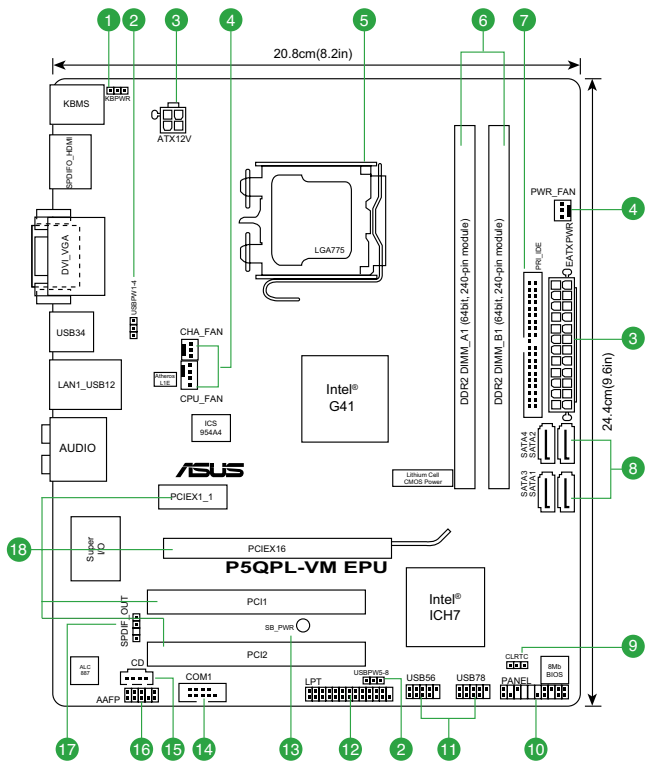 1
2
3
4
5
6
7
20.8cm(8.2in)
KBMS
KBPWR
ATX12V
SPDIFO_HDMI
PWR_FAN
4
LGA775
DVI_VGA
USBPW1-4
DDR2 DIMM_A1 (64bit, 240-pin module)
DDR2 DIMM_B1 (64bit, 240-pin module)
PRI_IDE
EATXPWR
USB34
CHA_FAN
3
Atheros
L1E
CPU_FAN
LAN1_USB12
Intel®
G41
24.4cm(9.6in)
ICS
954A4
AUDIO
SATA4
SATA2
8
ASUS
Lithium Cell
CMOS Power
SATA3
SATA1
PCIEX1_1
Super
I/O
18
PCIEX16
P5QPL-VM EPU
PCI1
Intel®
ICH7
SPDIF_OUT
17
SB_PWR
PCI2
9
CLRTC
ALC
887
CD
8Mb
BIOS
USBPW5-8
AAFP
COM1
LPT
USB56
USB78
PANEL
16
15
14
13
12
2
11
10